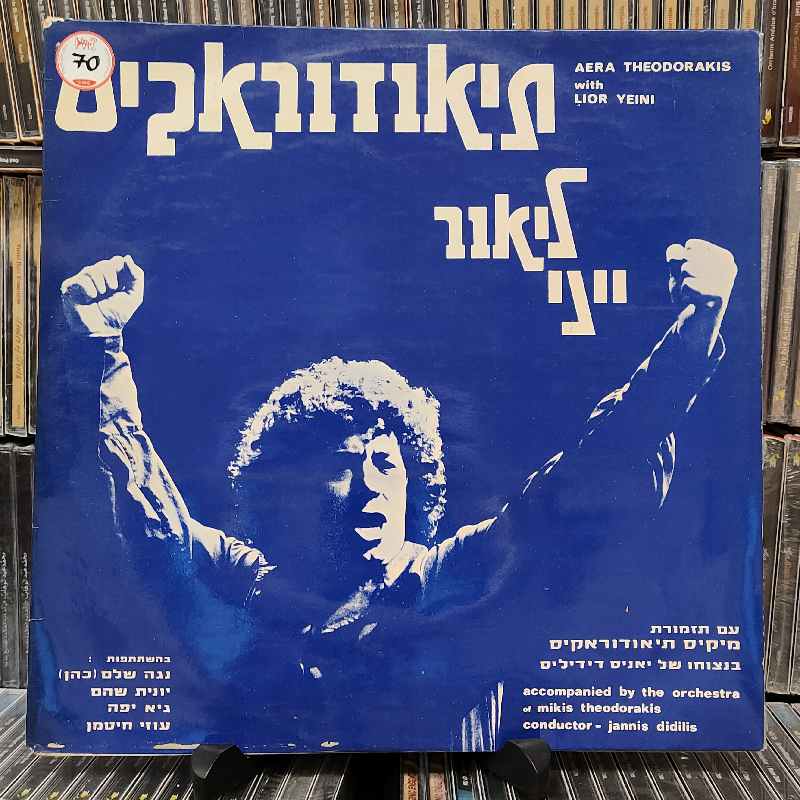 70
תיאודוראקיס
AERA THEODORAKIS
with
LIOR YEINI
ליאור
ייני
בהשתתפות :
נגה שלם (כהן)
יונית שהם
גיא יפה
עוזי חיטמן
עם תזמורת
מיקיס תיאודוראקיס
בנצוחו של יאניס דידיליס
accompanied by the orchestra
of mikis theodorakis
conductor - jannis didilis